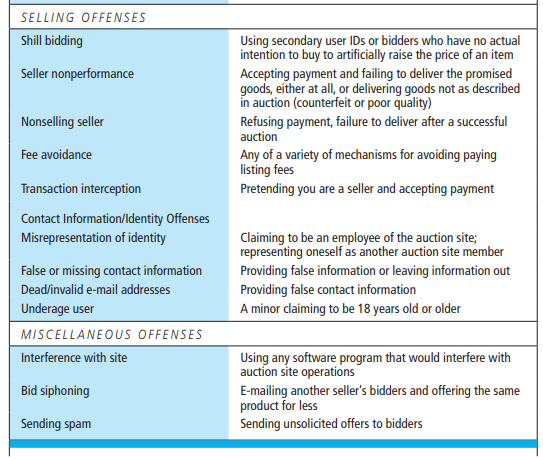 SELLING OFFENSES
Shill bidding Using secondary user IDs or bidders who have no actual
intention to buy to artificially raise the price of an item
Seller nonperformance Accepting payment and failing to deliver the promised
goods, either at all, or delivering goods not as described
in auction (counterfeit or poor quality)
Nonselling seller Refusing payment, failure to deliver after a successful
auction
Fee avoidance Any of a variety of mechanisms for avoiding paying
listing fees
Transaction interception Pretending you are a seller and accepting payment
Contact Information/Identity Offenses
Misrepresentation of identity Claiming to be an employee of the auction site;
representing oneself as another auction site member
False or missing contact information Providing false information or leaving information out
Dead/invalid e-mail addresses Providing false contact information
Underage user A minor claiming to be 18 years old or older
MISCELLANEOUS OFFENSES
Interference with site Using any software program that would interfere with
auction site operations
Bid siphoning E-mailing another seller's bidders and offering the same
product for less
Sending spam Sending unsolicited offers to bidders